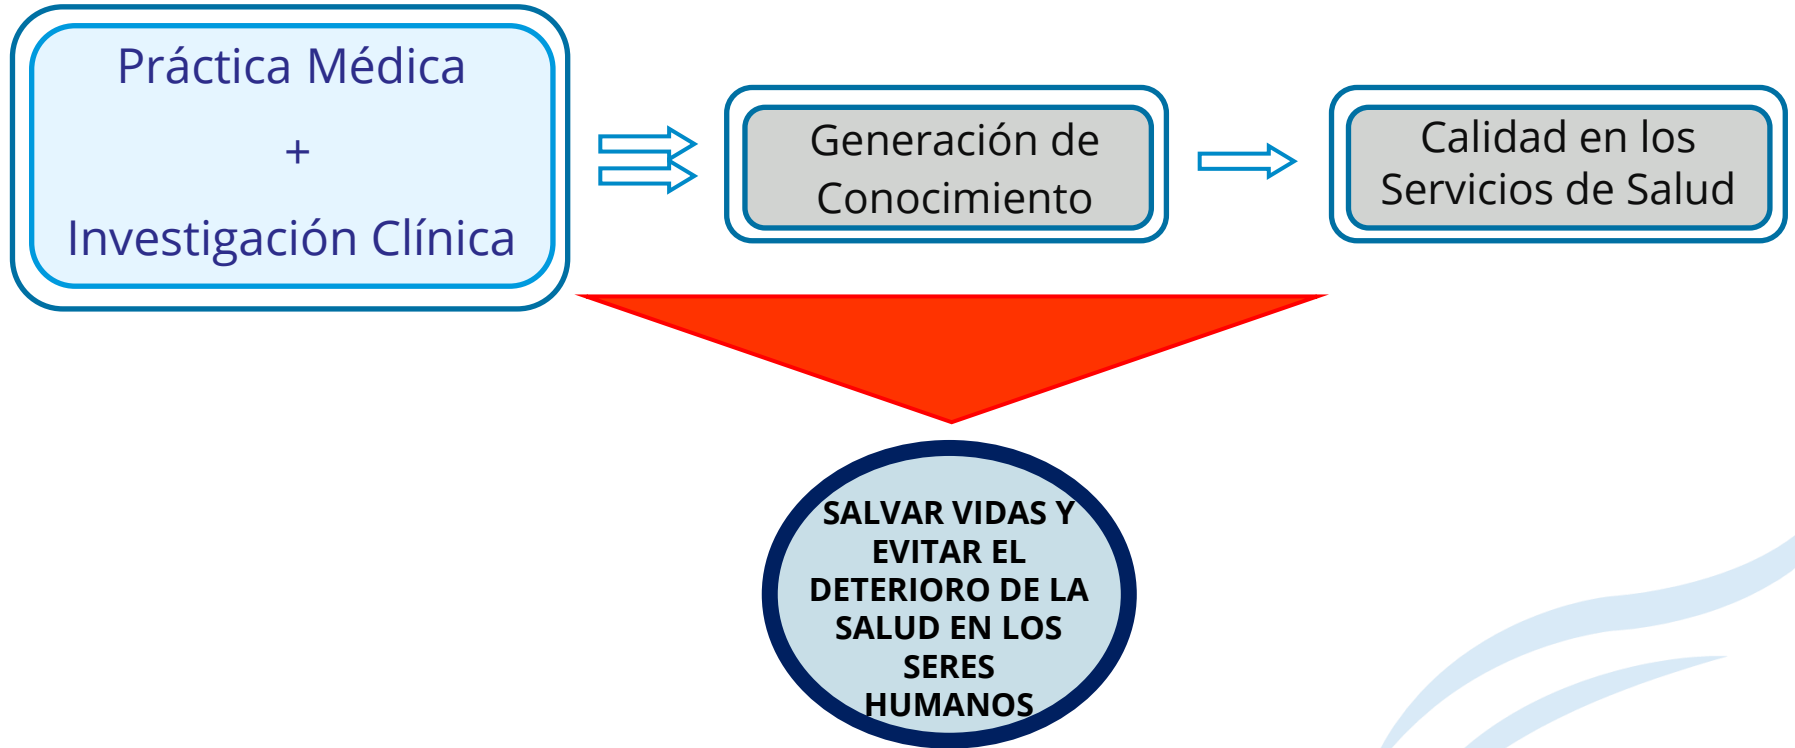 Práctica Médica
+
Investigación Clínica
Generación de
Conocimiento
Calidad en los
Servicios de Salud
SALVAR VIDAS Y
EVITAR EL
DETERIORO DE LA
SALUD EN LOS
SERES
HUMANOS